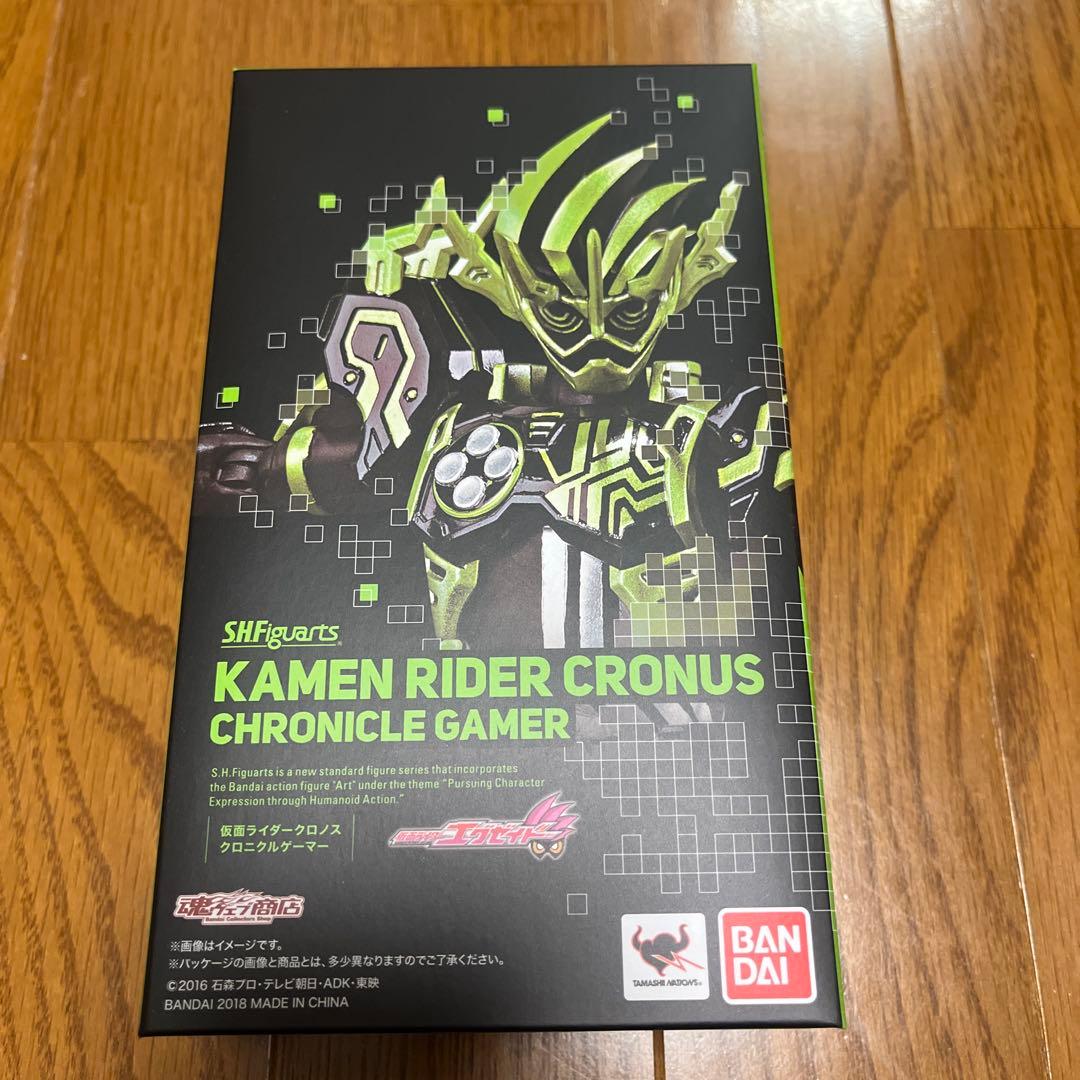 S.H.Figuarts
KAMEN RIDER CRONUS
CHRONICLE GAMER
S.H.Figuarts is a new standard figure series that incorporates
the Bandai action figure "Art" under the theme "Pursuing Character
Expression through Humanoid Action."
仮面ライダークロノス
クロニクルゲーマー
仮面ライダーエグゼイド
魂ウェブ商店
Bandai Collectors Shop
※画像はイメージです。
※パッケージの画像と商品とは、多少異なりますのでご了承ください。
©2016 石森プロ・テレビ朝日・ADK・東映
BANDAI 2018 MADE IN CHINA
TAMASHII NATIONS
BAN
DAI